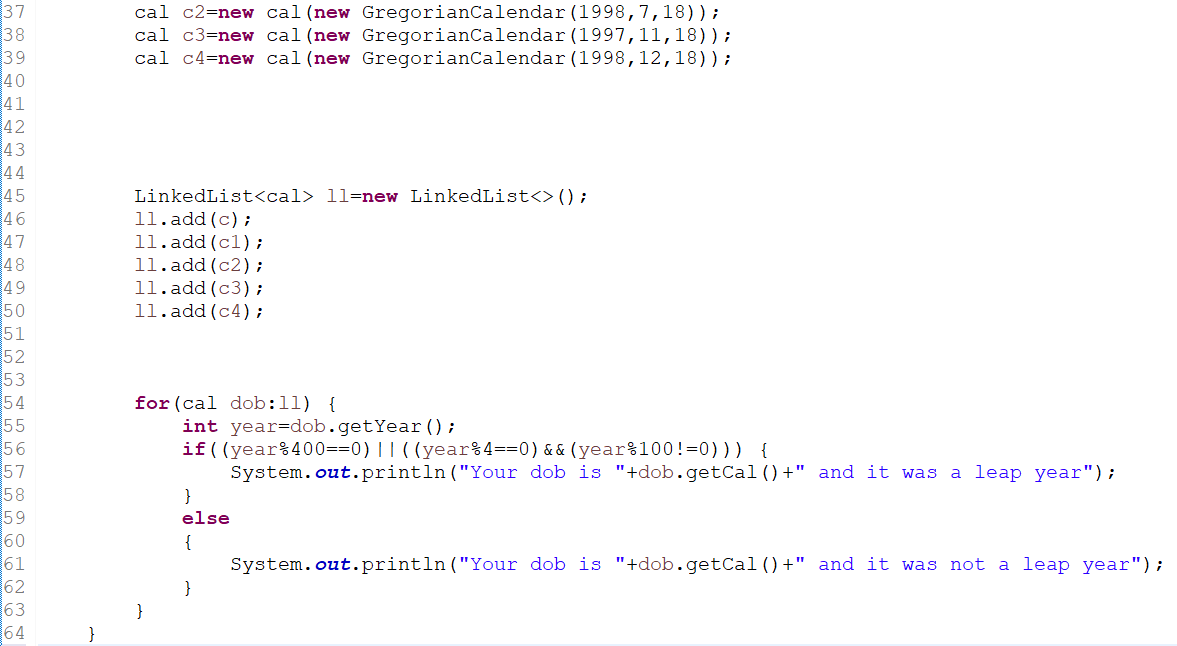 37 cal c2=new cal(new GregorianCalendar(1998,7,18));
38 cal c3=new cal(new GregorianCalendar(1997,11,18));
39 cal c4=new cal(new GregorianCalendar(1998,12,18));
40
41
42
43
44
45 LinkedList<cal> ll=new LinkedList<>();
46 ll.add(c);
47 ll.add(c1);
48 ll.add(c2);
49 ll.add(c3);
50 ll.add(c4);
51
52
53
54 for(cal dob:ll) {
55 int year=dob.getYear();
56 if((year%400==0)||((year%4==0)&&(year%100!=0))) {
57 System.out.println("Your dob is "+dob.getCal()+" and it was a leap year");
58 }
59 else
60 {
61 System.out.println("Your dob is "+dob.getCal()+" and it was not a leap year");
62 }
63 }
64 }